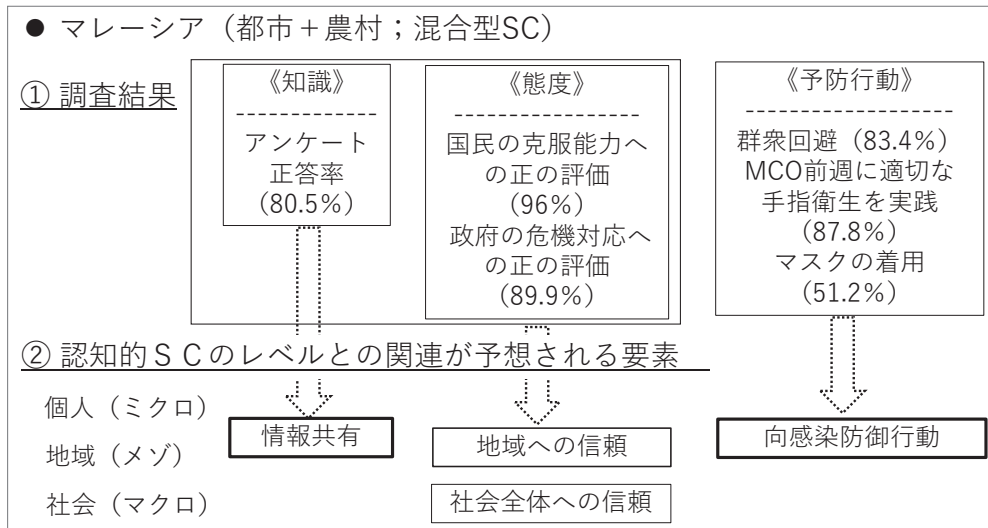 ● マレーシア（都市＋農村；混合型SC）
① 調査結果
《知識》
アンケート
正答率
(80.5%)
《態度》
国民の克服能力へ
の正の評価
(96%)
政府の危機対応へ
の正の評価
(89.9%)
《予防行動》
群衆回避（83.4%）
MCO前週に適切な
手指衛生を実践
(87.8%)
マスクの着用
(51.2%)
② 認知的ＳＣのレベルとの関連が予想される要素
個人（ミクロ）
地域（メゾ）
社会（マクロ）
情報共有
地域への信頼
社会全体への信頼
向感染防御行動